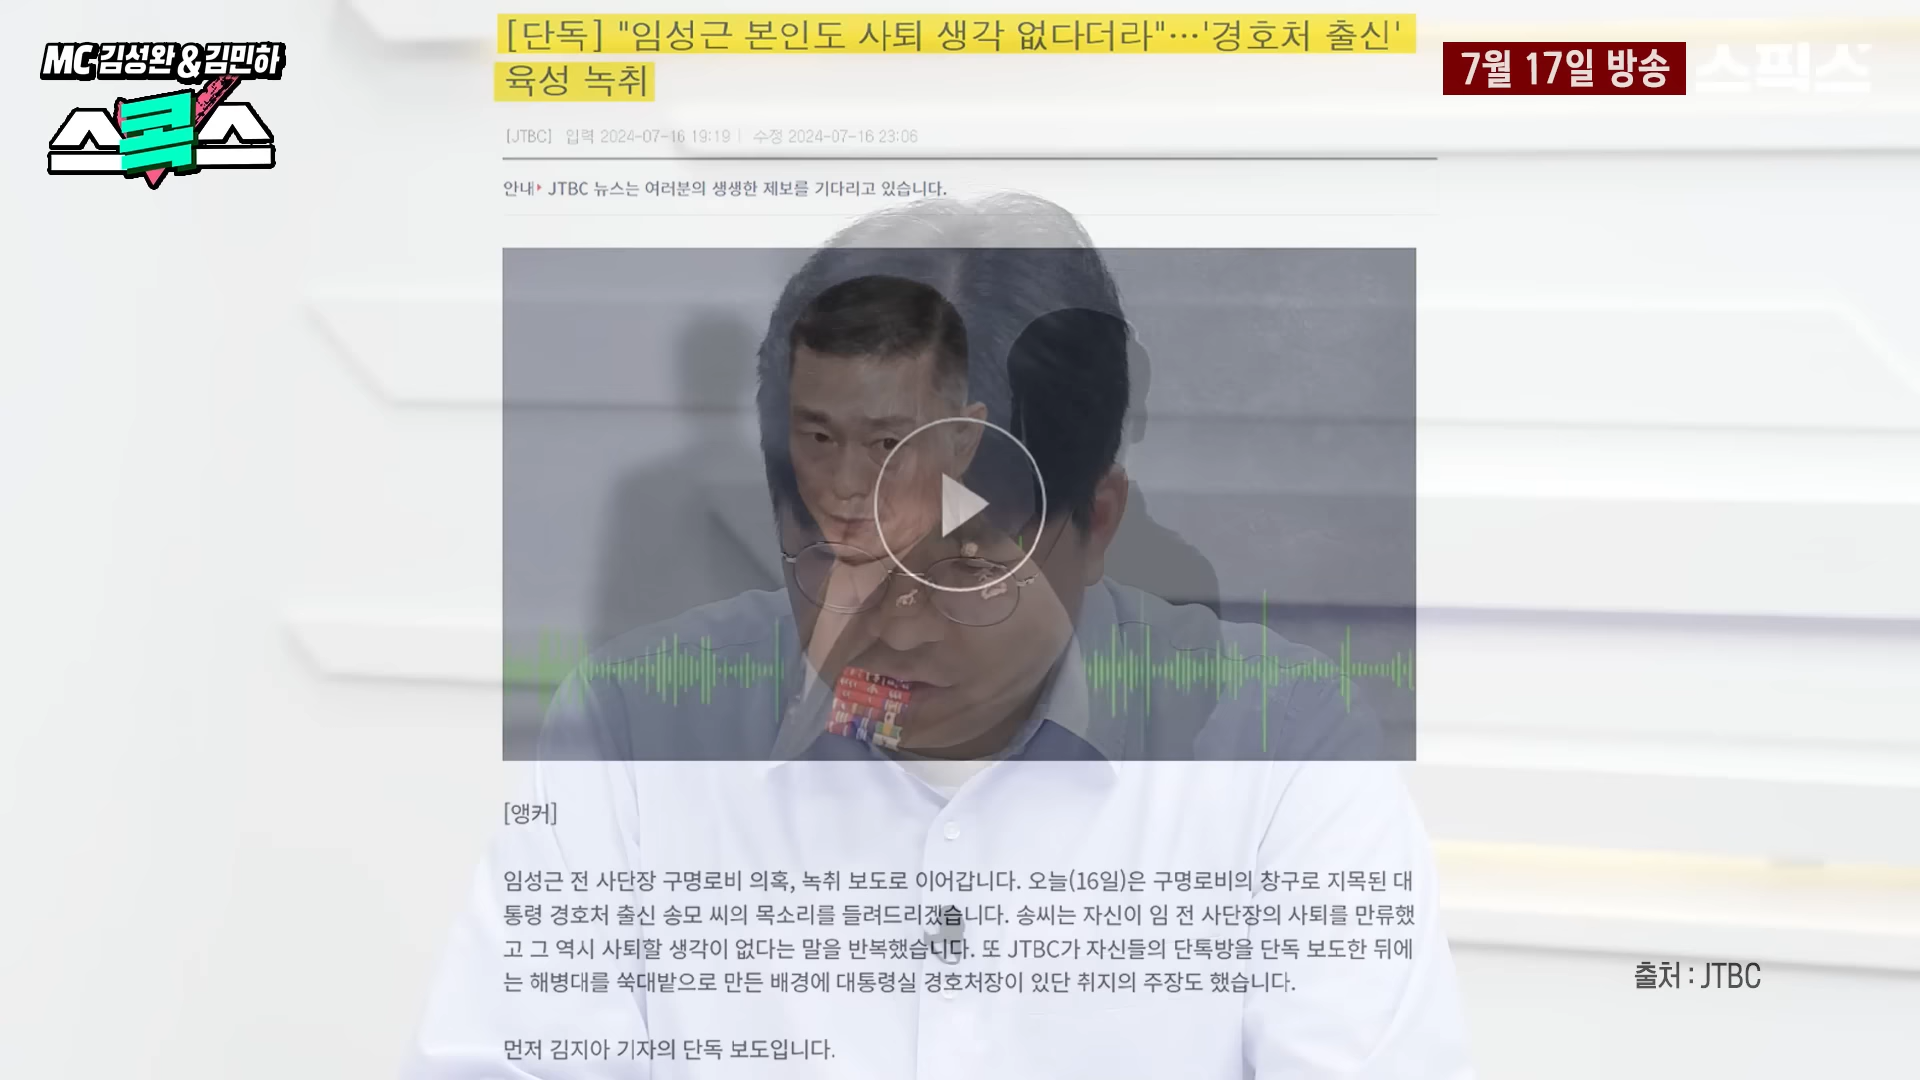 MC 김성완&김민하
스콕스
[단독] "임성근 본인도 사퇴 생각 없다더라"…'경호처 출신'
육성 녹취
7월 17일 방송
스픽스
[JTBC] 입력 2024-07-16 19:19 | 수정 2024-07-16 23:06
안내 JTBC 뉴스는 여러분의 생생한 제보를 기다리고 있습니다.
[앵커]
임성근 전 사단장 구명로비 의혹, 녹취 보도로 이어갑니다. 오늘(16일)은 구명로비의 창구로 지목된 대
통령 경호처 출신 송모 씨의 목소리를 들려드리겠습니다. 송씨는 자신이 임 전 사단장의 사퇴를 만류했
고 그 역시 사퇴할 생각이 없다는 말을 반복했습니다. 또 JTBC가 자신들의 단톡방을 단독 보도한 뒤에
는 해병대를 쑥대밭으로 만든 배경에 대통령실 경호처장이 있단 취지의 주장도 했습니다.
출처 : JTBC
먼저 김지아 기자의 단독 보도입니다.